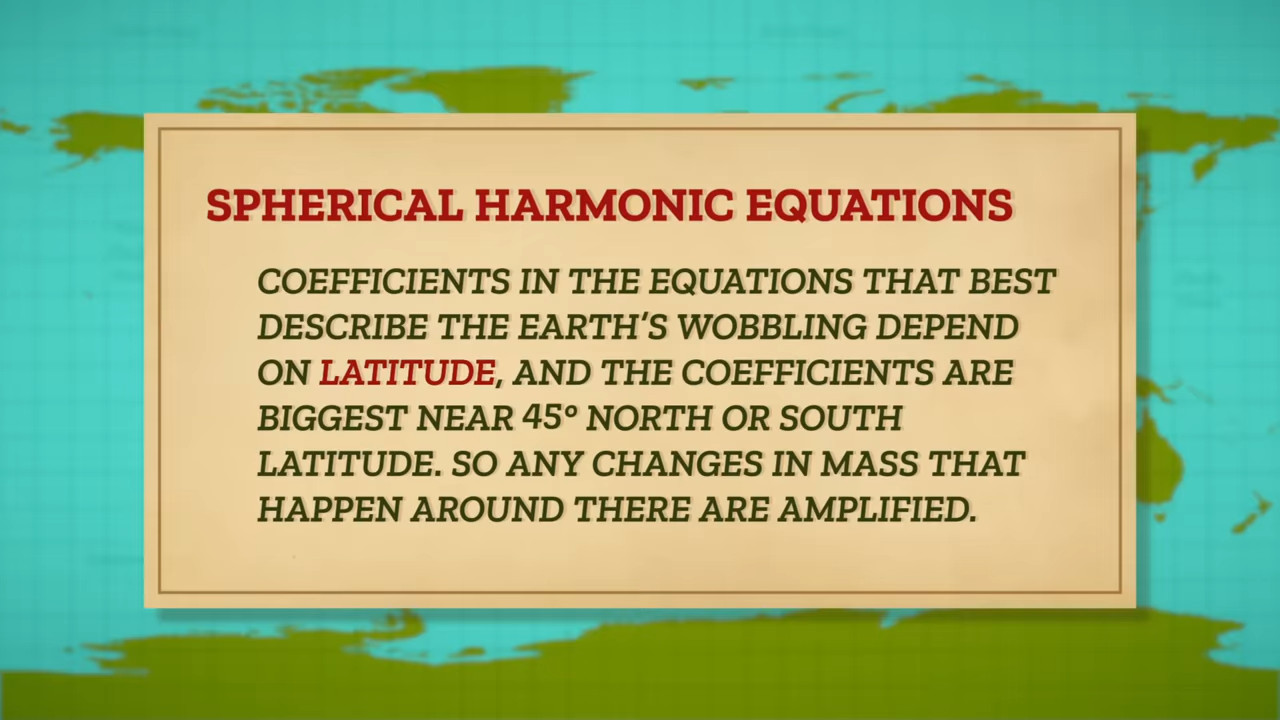 SPHERICAL HARMONIC EQUATIONS
COEFFICIENTS IN THE EQUATIONS THAT BEST
DESCRIBE THE EARTH'S WOBBLING DEPEND
ON LATITUDE, AND THE COEFFICIENTS ARE
BIGGEST NEAR 45º NORTH OR SOUTH
LATITUDE. SO ANY CHANGES IN MASS THAT
HAPPEN AROUND THERE ARE AMPLIFIED.